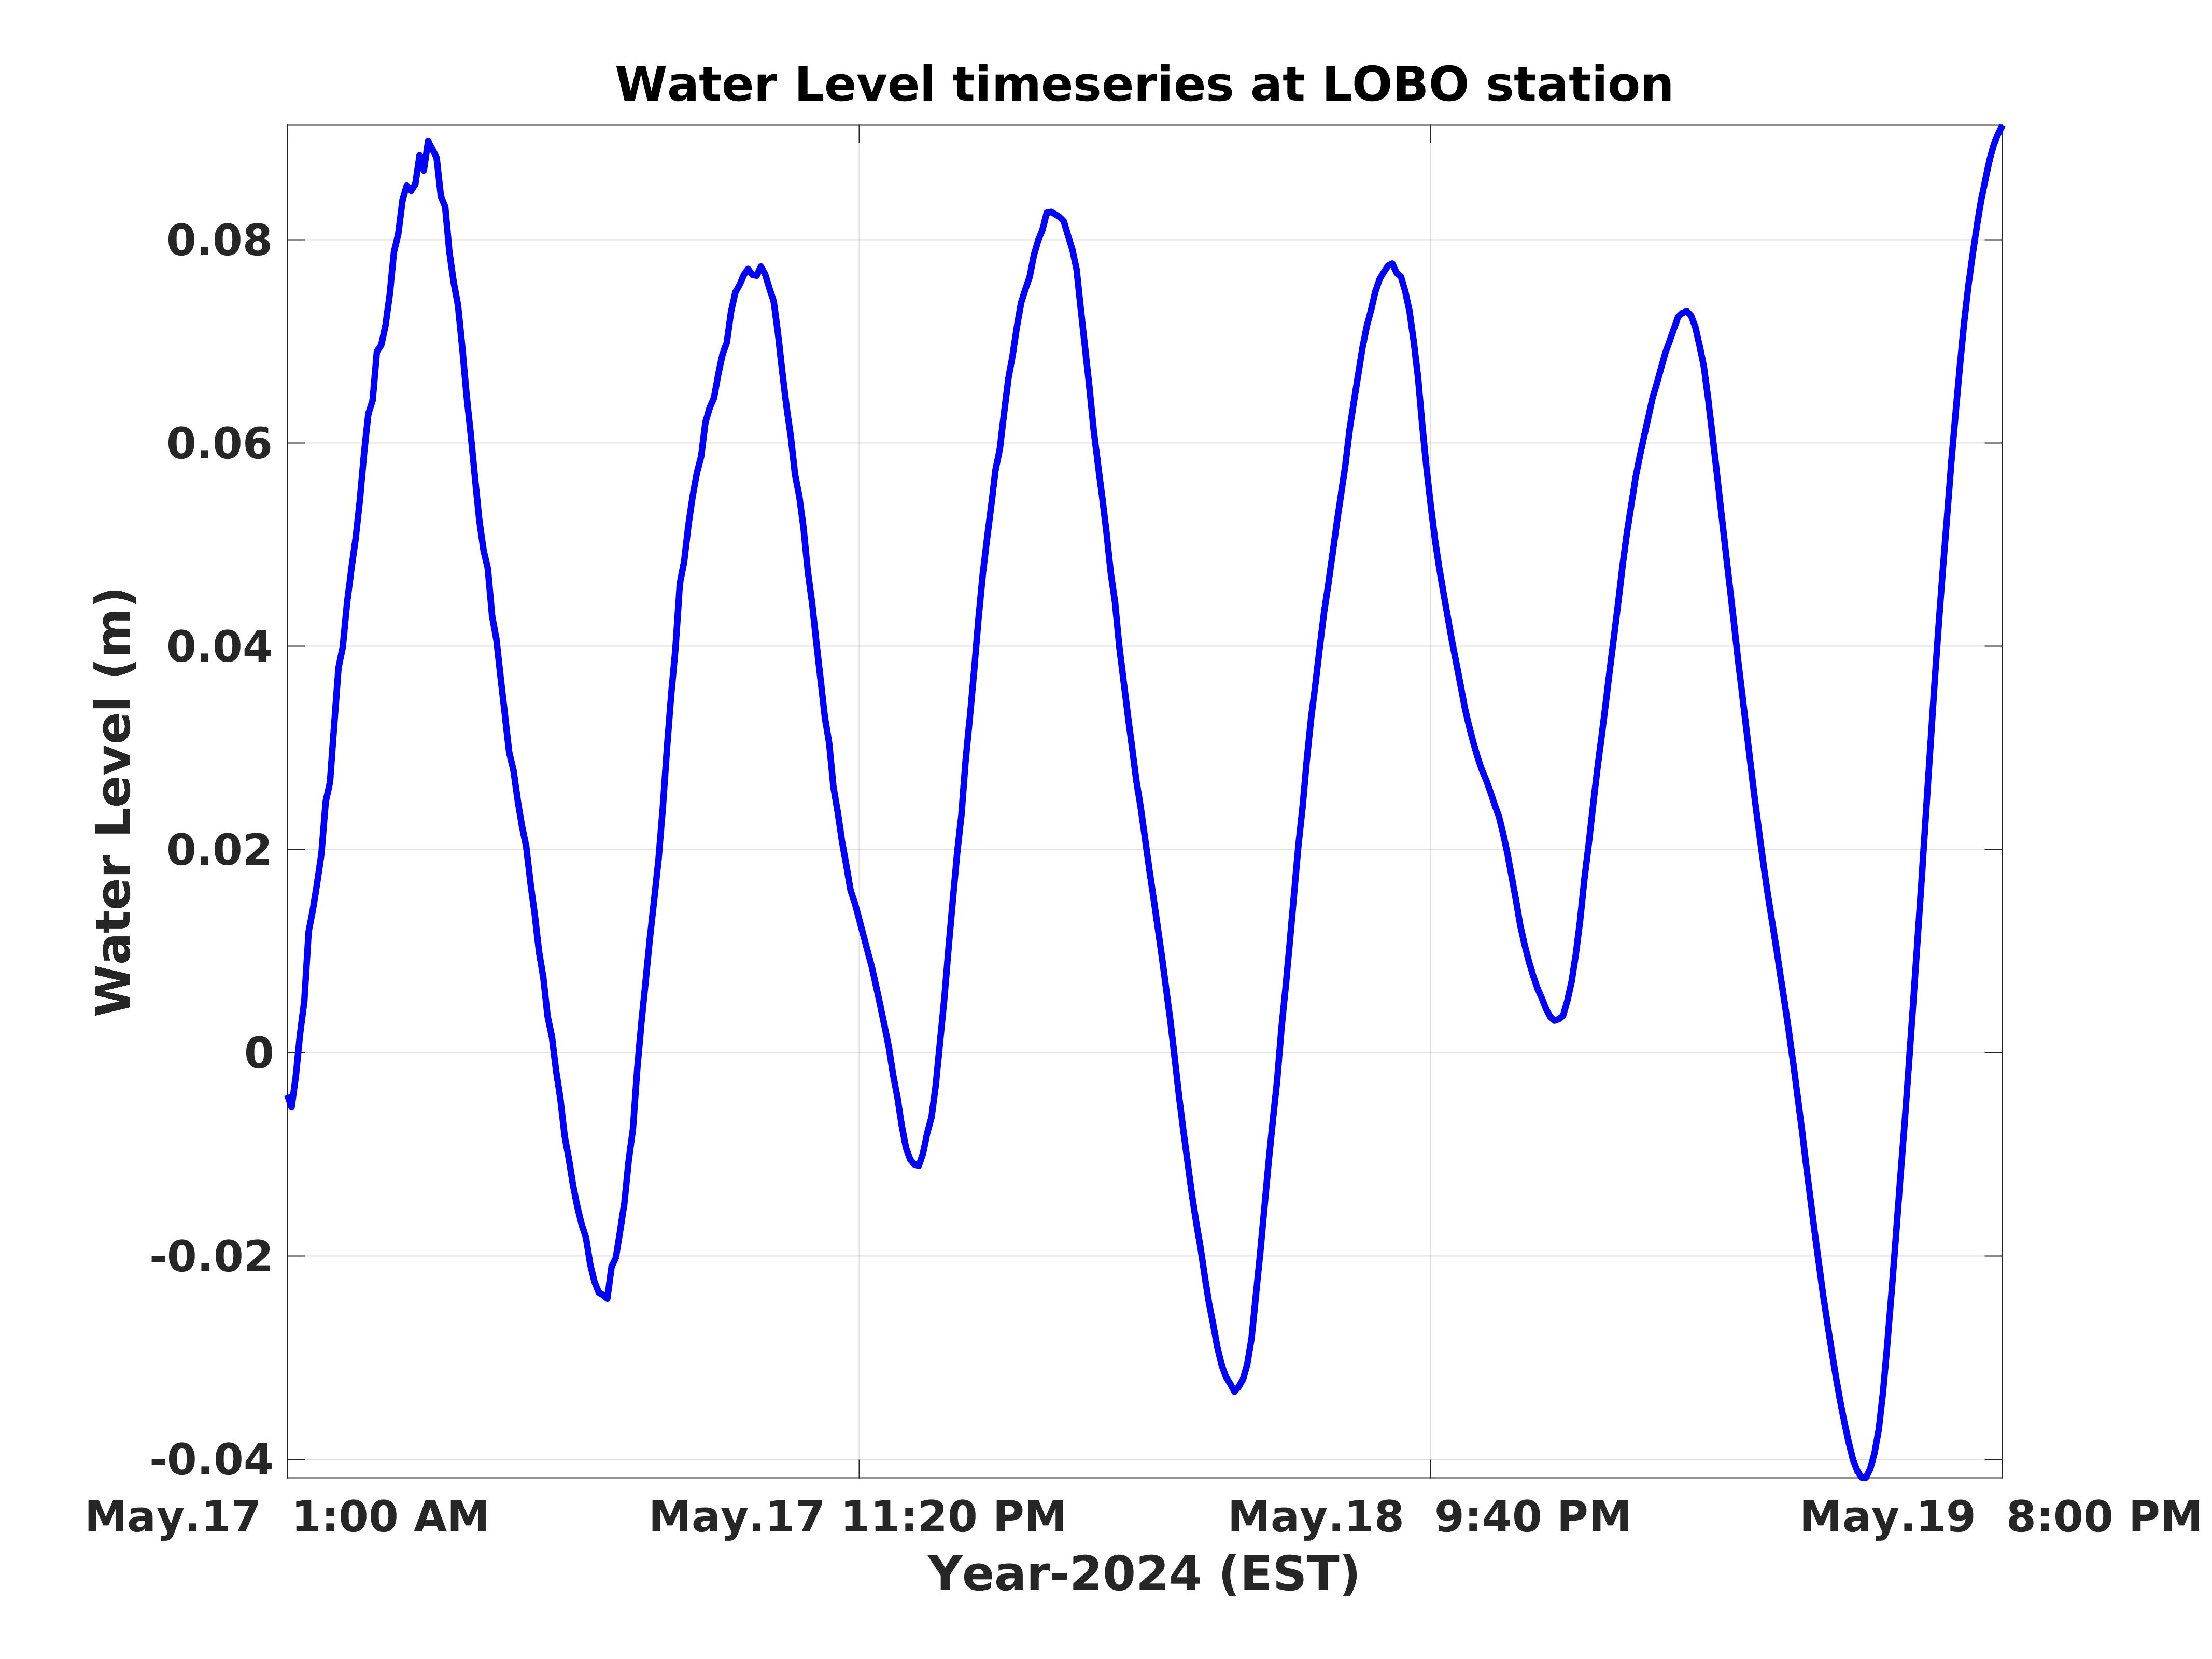 Water Level timeseries at LOBO station
Water Level (m)
0.08
0.06
0.04
0.02
0
-0.02
-0.04
May.17  1:00 AM
May.17 11:20 PM
May.18  9:40 PM
May.19  8:00 PM
Year-2024 (EST)